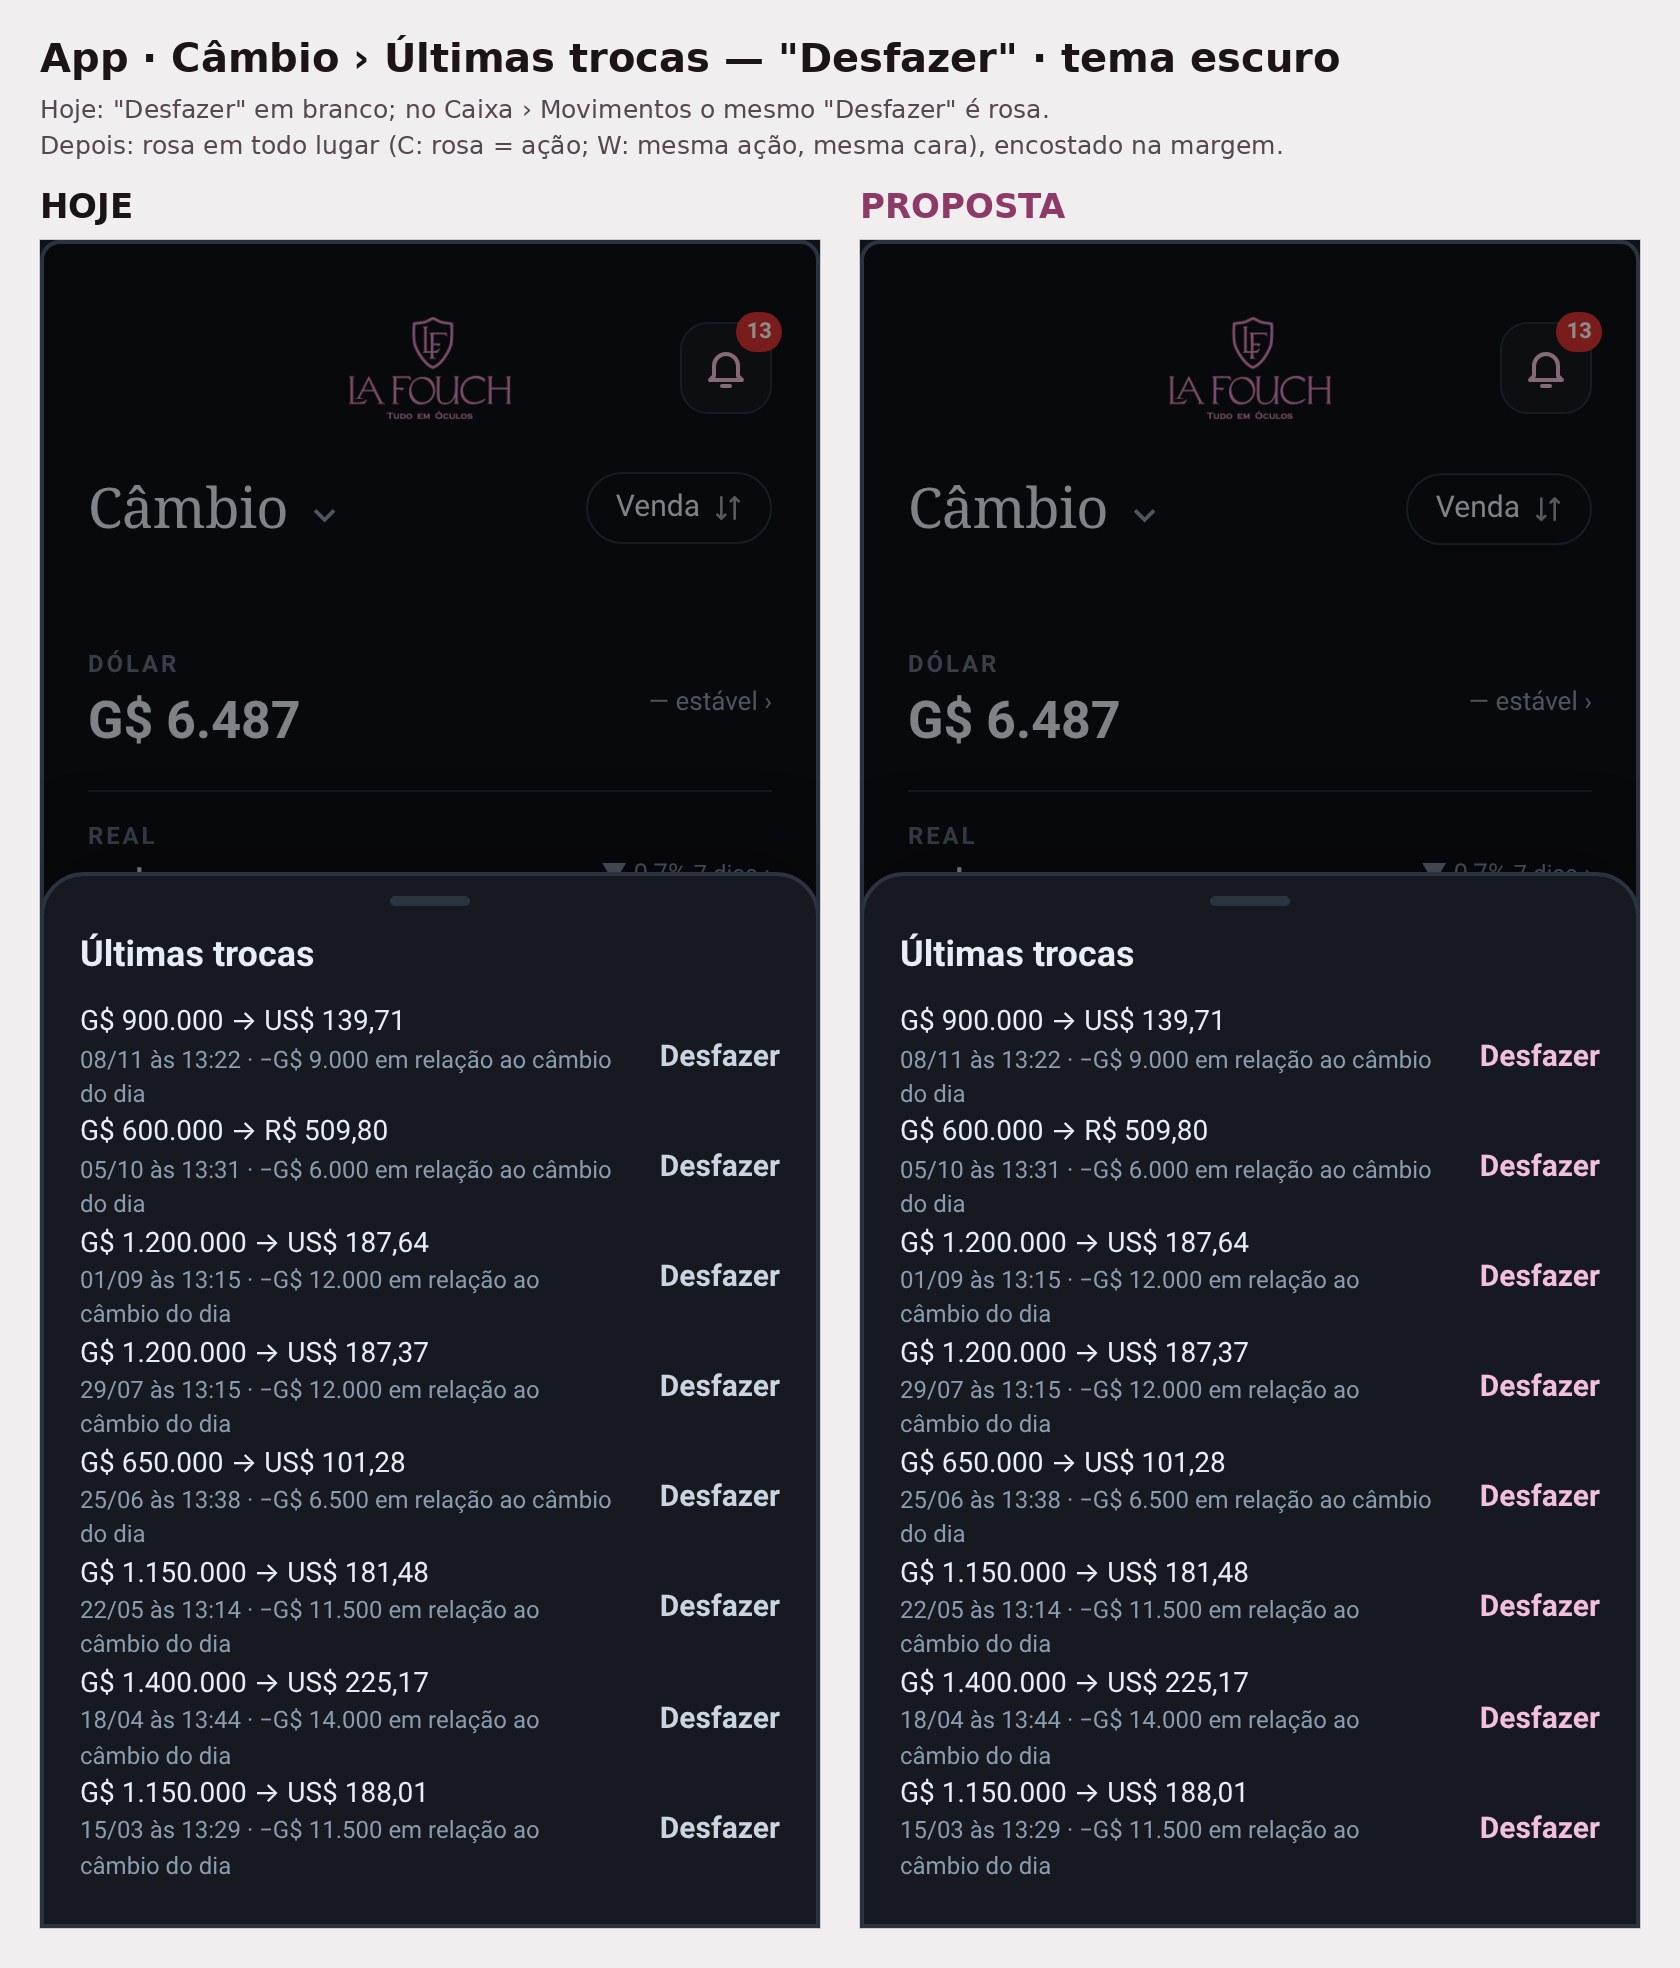 App · Câmbio › Últimas trocas — "Desfazer" · tema escuro
Hoje: "Desfazer" em branco; no Caixa › Movimentos o mesmo "Desfazer" é rosa.
Depois: rosa em todo lugar (C: rosa = ação; W: mesma ação, mesma cara), encostado na margem.
HOJE
LF
LA FOUCH
TUDO EM ÓCULOS
13
Câmbio
Venda
DÓLAR
G$ 6.487
— estável ›
REAL
▼ 0,7% 7 dias ›
Últimas trocas
G$ 900.000 → US$ 139,71
08/11 às 13:22 · −G$ 9.000 em relação ao câmbio
do dia
Desfazer
G$ 600.000 → R$ 509,80
05/10 às 13:31 · −G$ 6.000 em relação ao câmbio
do dia
Desfazer
G$ 1.200.000 → US$ 187,64
01/09 às 13:15 · −G$ 12.000 em relação ao
câmbio do dia
Desfazer
G$ 1.200.000 → US$ 187,37
29/07 às 13:15 · −G$ 12.000 em relação ao
câmbio do dia
Desfazer
G$ 650.000 → US$ 101,28
25/06 às 13:38 · −G$ 6.500 em relação ao câmbio
do dia
Desfazer
G$ 1.150.000 → US$ 181,48
22/05 às 13:14 · −G$ 11.500 em relação ao
câmbio do dia
Desfazer
G$ 1.400.000 → US$ 225,17
18/04 às 13:44 · −G$ 14.000 em relação ao
câmbio do dia
Desfazer
G$ 1.150.000 → US$ 188,01
15/03 às 13:29 · −G$ 11.500 em relação ao
câmbio do dia
Desfazer
PROPOSTA
LF
LA FOUCH
TUDO EM ÓCULOS
13
Câmbio
Venda
DÓLAR
G$ 6.487
— estável ›
REAL
▼ 0,7% 7 dias ›
Últimas trocas
G$ 900.000 → US$ 139,71
08/11 às 13:22 · −G$ 9.000 em relação ao câmbio
do dia
Desfazer
G$ 600.000 → R$ 509,80
05/10 às 13:31 · −G$ 6.000 em relação ao câmbio
do dia
Desfazer
G$ 1.200.000 → US$ 187,64
01/09 às 13:15 · −G$ 12.000 em relação ao
câmbio do dia
Desfazer
G$ 1.200.000 → US$ 187,37
29/07 às 13:15 · −G$ 12.000 em relação ao
câmbio do dia
Desfazer
G$ 650.000 → US$ 101,28
25/06 às 13:38 · −G$ 6.500 em relação ao câmbio
do dia
Desfazer
G$ 1.150.000 → US$ 181,48
22/05 às 13:14 · −G$ 11.500 em relação ao
câmbio do dia
Desfazer
G$ 1.400.000 → US$ 225,17
18/04 às 13:44 · −G$ 14.000 em relação ao
câmbio do dia
Desfazer
G$ 1.150.000 → US$ 188,01
15/03 às 13:29 · −G$ 11.500 em relação ao
câmbio do dia
Desfazer